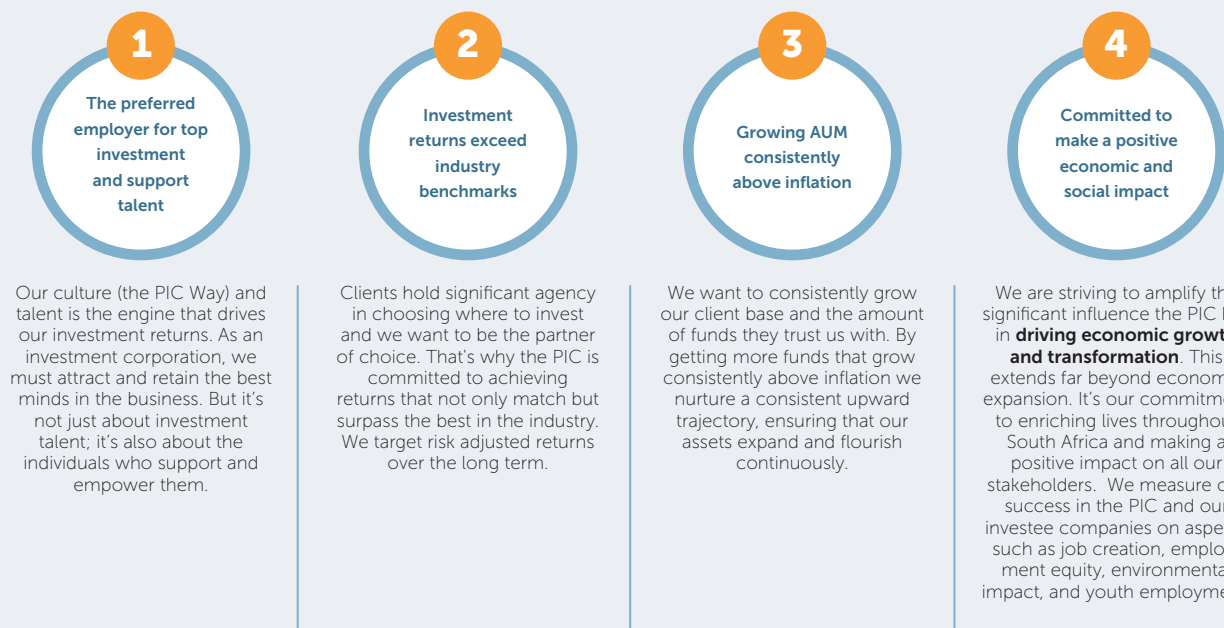 1
The preferred
employer for top
investment
and support
talent
Our culture (the PIC Way) and
talent is the engine that drives
our investment returns. As an
investment corporation, we
must attract and retain the best
minds in the business. But it's
not just about investment
talent; it's also about the
individuals who support and
empower them.
2
Investment
returns exceed
industry
benchmarks
Clients hold significant agency
in choosing where to invest
and we want to be the partner
of choice. That's why the PIC is
committed to achieving
returns that not only match but
surpass the best in the industry.
We target risk adjusted returns
over the long term.
3
Growing AUM
consistently
above inflation
We want to consistently grow
our client base and the amount
of funds they trust us with. By
getting more funds that grow
consistently above inflation we
nurture a consistent upward
trajectory, ensuring that our
assets expand and flourish
continuously.
4
Committed to
make a positive
economic and
social impact
We are striving to amplify th
significant influence the PIC
in driving economic growt
and transformation. This
extends far beyond econom
expansion. It's our commitme
to enriching lives throughou
South Africa and making a
positive impact on all our
stakeholders. We measure o
success in the PIC and our
investee companies on aspe
such as job creation, emplo
ment equity, environmenta
impact, and youth employme